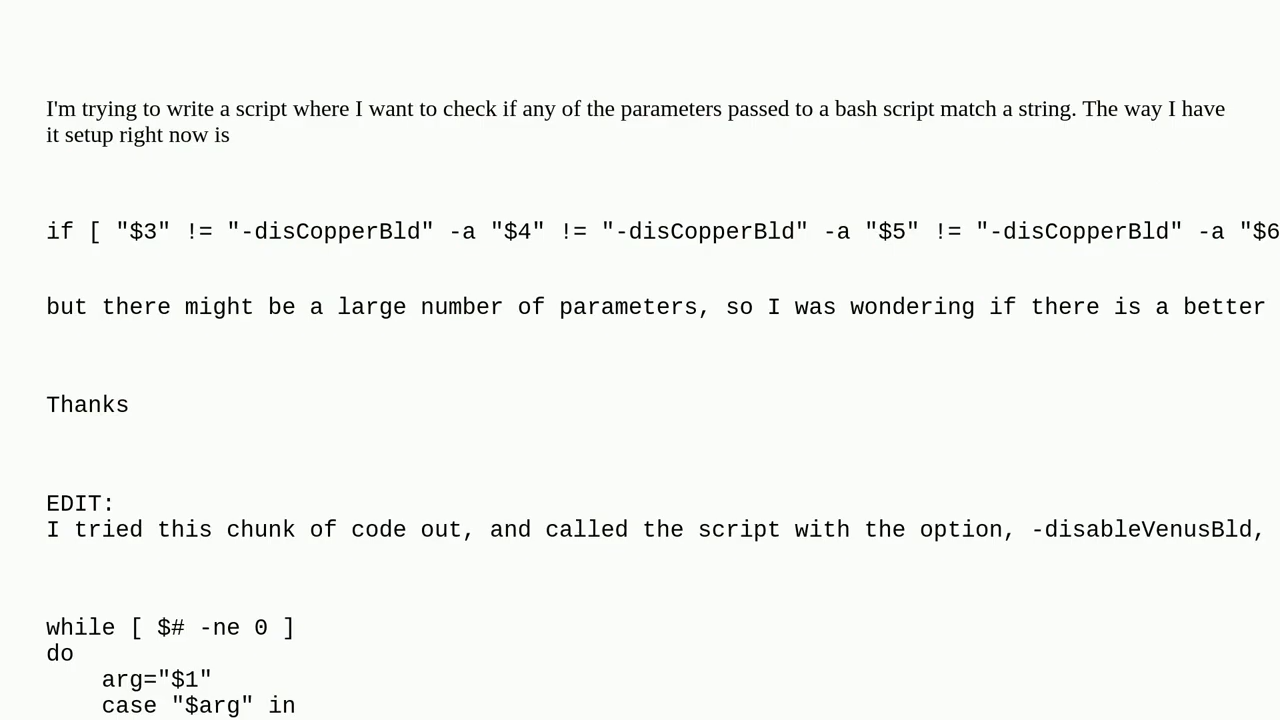 I'm trying to write a script where I want to check if any of the parameters passed to a bash script match a string. The way I have
it setup right now is
if [ "$3" != "-disCopperBld" -a "$4" != "-disCopperBld" -a "$5" != "-disCopperBld" -a "$6
but there might be a large number of parameters, so I was wondering if there is a better
Thanks
EDIT:
I tried this chunk of code out, and called the script with the option, -disableVenusBld,
while [ $# -ne 0 ]
do
    arg="$1"
    case "$arg" in